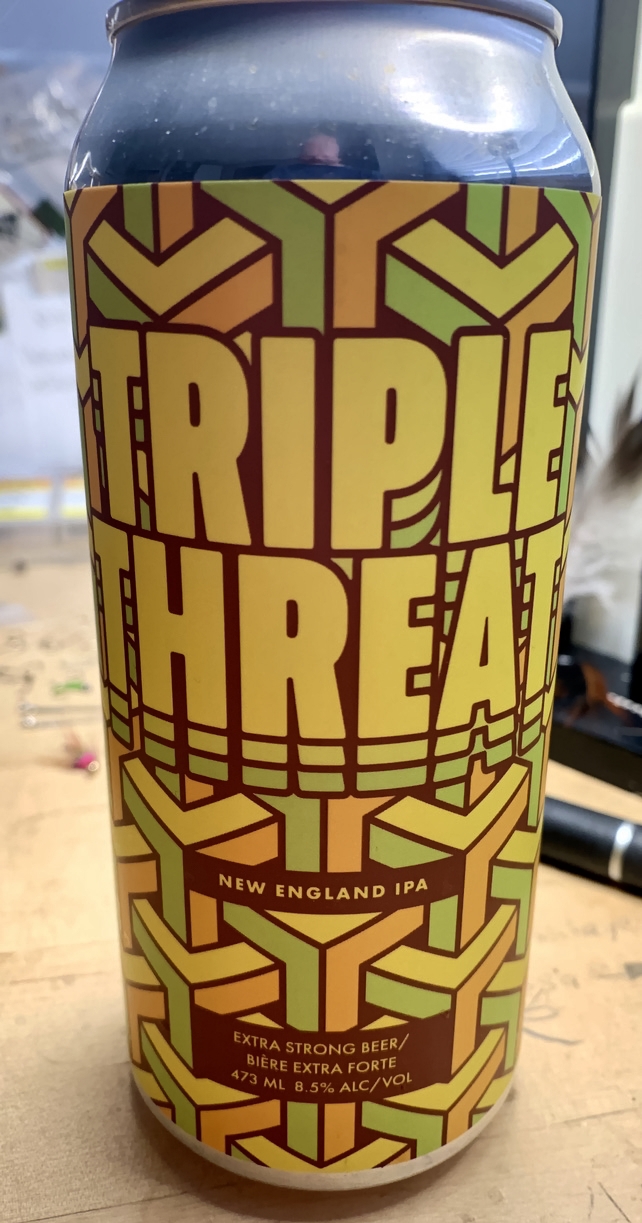 TRIPLE
THREAT
NEW ENGLAND IPA
EXTRA STRONG BEER/
BIÈRE EXTRA FORTE
473 ML 8.5% ALC/VOL